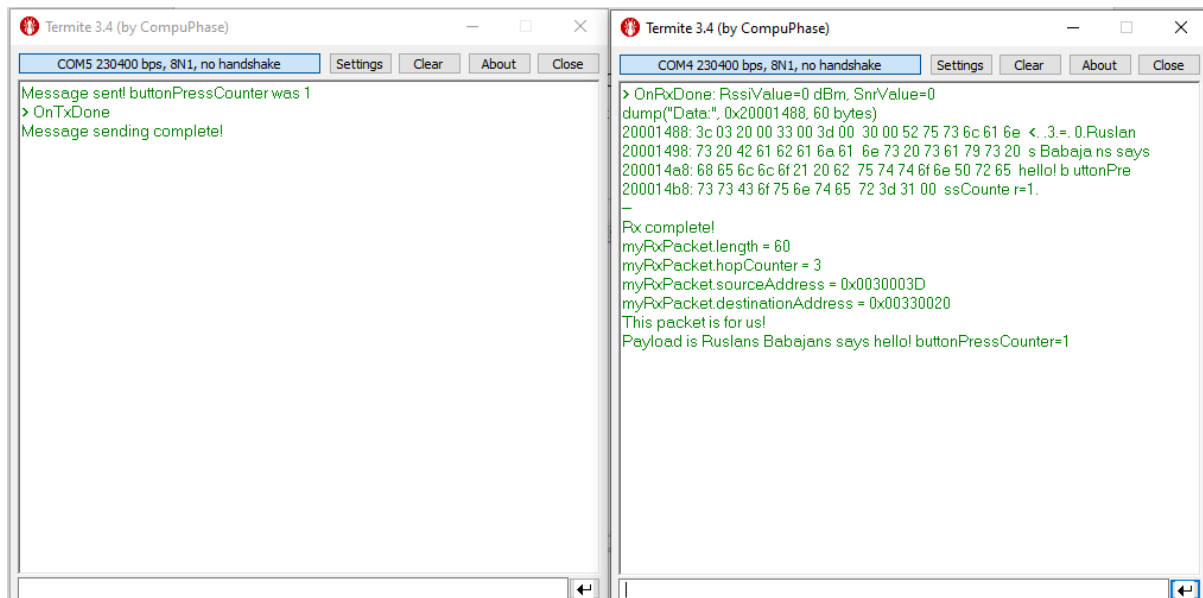 Termite 3.4 (by CompuPhase)
COM5 230400 bps, 8N1, no handshake Settings Clear About Close
Message sent! buttonPressCounter was 1
> OnTxDone
Message sending complete!
Termite 3.4 (by CompuPhase)
COM4 230400 bps, 8N1, no handshake Settings Clear About Close
> OnRxDone: RssiValue=0 dBm, SnrValue=0
dump("Data:", 0x20001488, 60 bytes)
20001488: 3c 03 20 00 33 00 3d 00  30 00 52 75 73 6c 61 6e  <. .3.=. 0.Ruslan
20001498: 73 20 42 61 62 61 6a 61  6e 73 20 73 61 79 73 20  s Babaja ns says
200014a8: 68 65 6c 6c 6f 21 20 62  75 74 74 6f 6e 50 72 65  hello! b uttonPre
200014b8: 73 73 43 6f 75 6e 74 65  72 3d 31 00  ssCounte r=1.
—
Rx complete!
myRxPacket.length = 60
myRxPacket.hopCounter = 3
myRxPacket.sourceAddress = 0x0030003D
myRxPacket.destinationAddress = 0x00330020
This packet is for us!
Payload is Ruslans Babajans says hello! buttonPressCounter=1